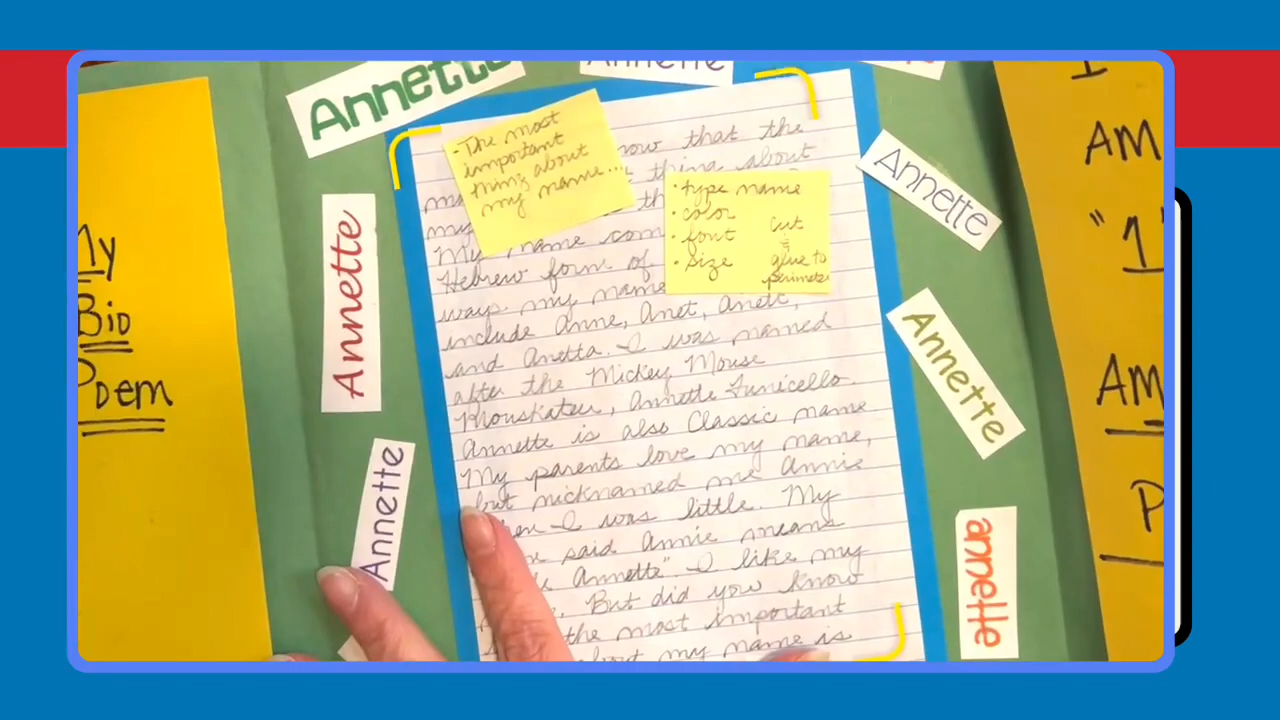 Annette
Annette
Annette
Annette
Annette
Annette
annette
My
Bio
Poem
I
AM
"1"
AM
P
- The most
important
thing about
my name...
• type name
• color
• font
• size
cut
&
glue to
perimeter
that the
thing about
my
My name
Hebrew form of
ways my name
include Anne, Anet, Anett,
and Anetta. I was named
after the Mickey Mouse
Mouskateer, Annette Funicello.
Annette is also Classic name.
My parents love my name,
but nicknamed me Annie
I was little. My
said Annie means
Annette". I like my
But did you know
the most important
about my name is